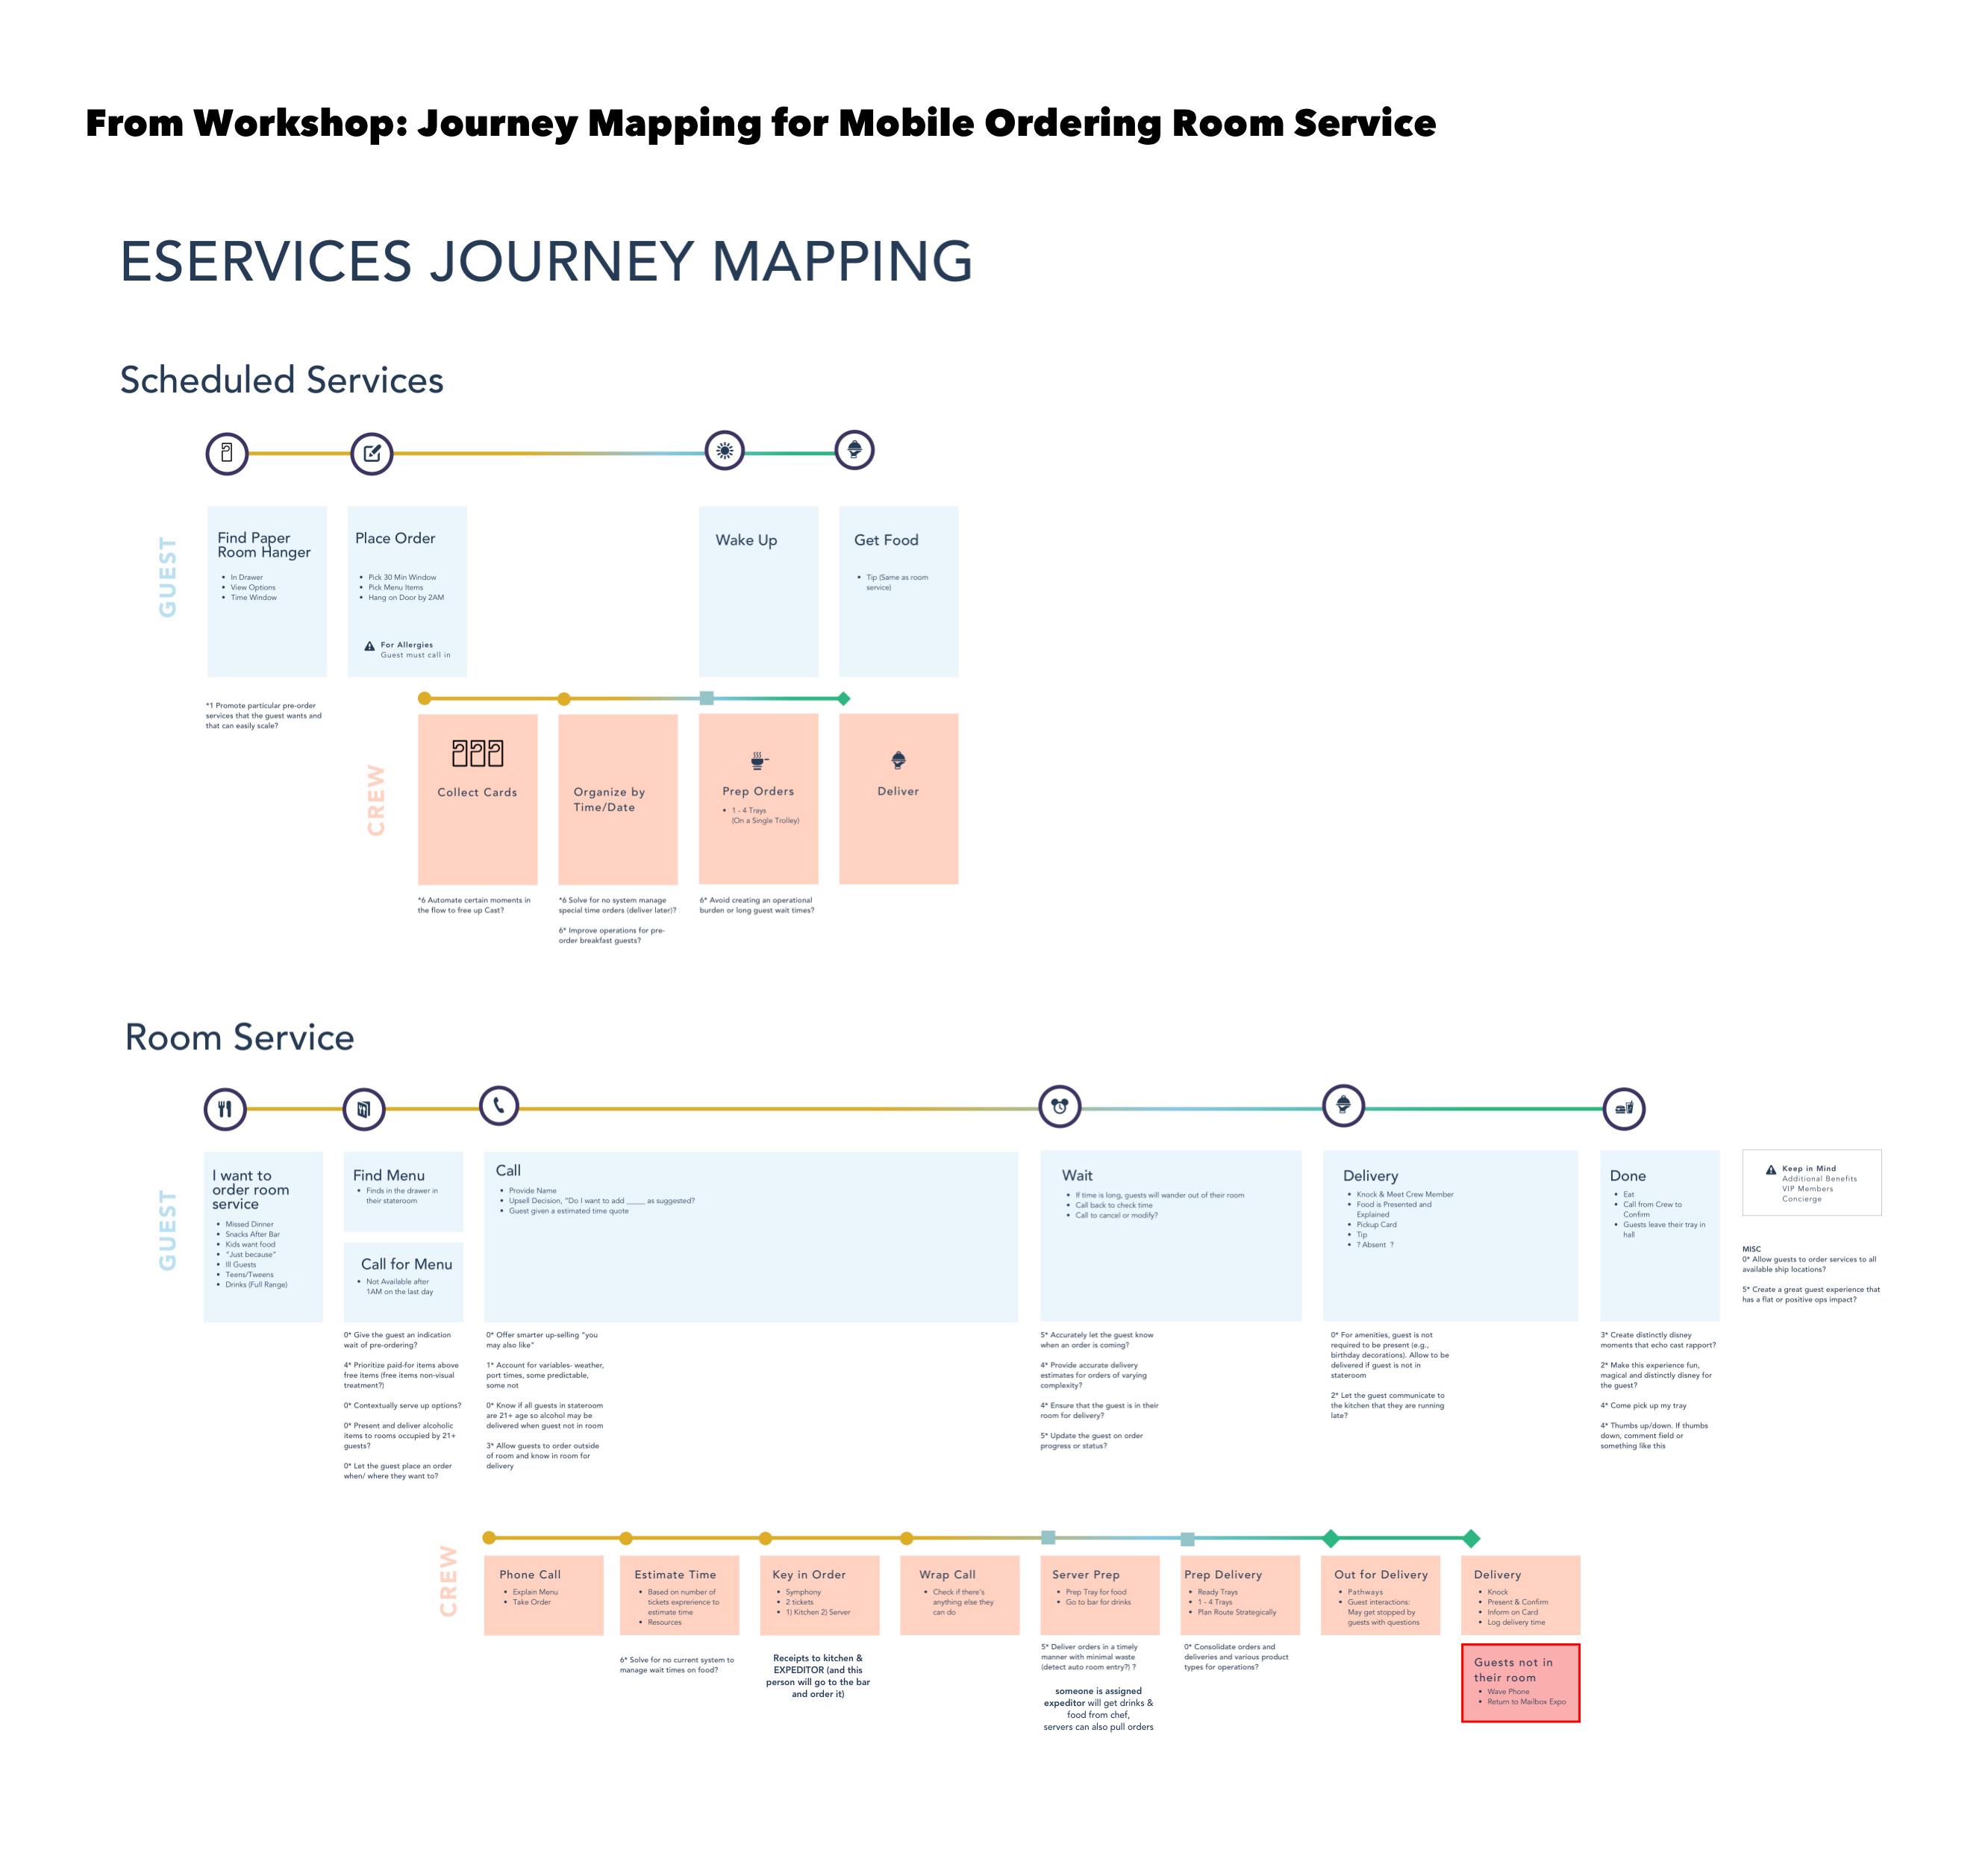 From Workshop: Journey Mapping for Mobile Ordering Room Service
ESERVICES JOURNEY MAPPING
Scheduled Services
GUEST
Find Paper
Room Hanger
• In Drawer
• View Options
• Time Window
Place Order
• Pick 30 Min Window
• Pick Menu Items
• Hang on Door by 2AM
For Allergies
Guest must call in
Wake Up
Get Food
• Tip (Same as room
service)
*1 Promote particular pre-order
services that the guest wants and
that can easily scale?
CREW
Collect Cards
Organize by
Time/Date
Prep Orders
• 1 - 4 Trays
(On a Single Trolley)
Deliver
*6 Automate certain moments in
the flow to free up Cast?
*6 Solve for no system manage
special time orders (deliver later)?
6* Improve operations for pre-
order breakfast guests?
6* Avoid creating an operational
burden or long guest wait times?
Room Service
GUEST
I want to
order room
service
• Missed Dinner
• Snacks After Bar
• Kids want food
• "Just because"
• Ill Guests
• Teens/Tweens
• Drinks (Full Range)
Find Menu
• Finds in the drawer in
their stateroom
Call for Menu
• Not Available after
1AM on the last day
Call
• Provide Name
• Upsell Decision, "Do I want to add _____ as suggested?
• Guest given a estimated time quote
Wait
• If time is long, guests will wander out of their room
• Call back to check time
• Call to cancel or modify?
Delivery
• Knock & Meet Crew Member
• Food is Presented and
Explained
• Pickup Card
• Tip
• ? Absent ?
Done
• Eat
• Call from Crew to
Confirm
• Guests leave their tray in
hall
Keep in Mind
Additional Benefits
VIP Members
Concierge
MISC
0* Allow guests to order services to all
available ship locations?
5* Create a great guest experience that
has a flat or positive ops impact?
0* Give the guest an indication
wait of pre-ordering?
4* Prioritize paid-for items above
free items (free items non-visual
treatment?)
0* Contextually serve up options?
0* Present and deliver alcoholic
items to rooms occupied by 21+
guests?
0* Let the guest place an order
when/ where they want to?
0* Offer smarter up-selling "you
may also like"
1* Account for variables- weather,
port times, some predictable,
some not
0* Know if all guests in stateroom
are 21+ age so alcohol may be
delivered when guest not in room
3* Allow guests to order outside
of room and know in room for
delivery
5* Accurately let the guest know
when an order is coming?
4* Provide accurate delivery
estimates for orders of varying
complexity?
4* Ensure that the guest is in their
room for delivery?
5* Update the guest on order
progress or status?
0* For amenities, guest is not
required to be present (e.g.,
birthday decorations). Allow to be
delivered if guest is not in
stateroom
2* Let the guest communicate to
the kitchen that they are running
late?
3* Create distinctly disney
moments that echo cast rapport?
2* Make this experience fun,
magical and distinctly disney for
the guest?
4* Come pick up my tray
4* Thumbs up/down. If thumbs
down, comment field or
something like this
CREW
Phone Call
• Explain Menu
• Take Order
Estimate Time
• Based on number of
tickets exprerience to
estimate time
• Resources
Key in Order
• Symphony
• 2 tickets
• 1) Kitchen 2) Server
Wrap Call
• Check if there's
anything else they
can do
Server Prep
• Prep Tray for food
• Go to bar for drinks
Prep Delivery
• Ready Trays
• 1 - 4 Trays
• Plan Route Strategically
Out for Delivery
• Pathways
• Guest interactions:
May get stopped by
guests with questions
Delivery
• Knock
• Present & Confirm
• Inform on Card
• Log delivery time
6* Solve for no current system to
manage wait times on food?
Receipts to kitchen &
EXPEDITOR (and this
person will go to the bar
and order it)
5* Deliver orders in a timely
manner with minimal waste
(detect auto room entry?) ?
someone is assigned
expeditor will get drinks &
food from chef,
servers can also pull orders
0* Consolidate orders and
deliveries and various product
types for operations?
Guests not in
their room
• Wave Phone
• Return to Mailbox Expo